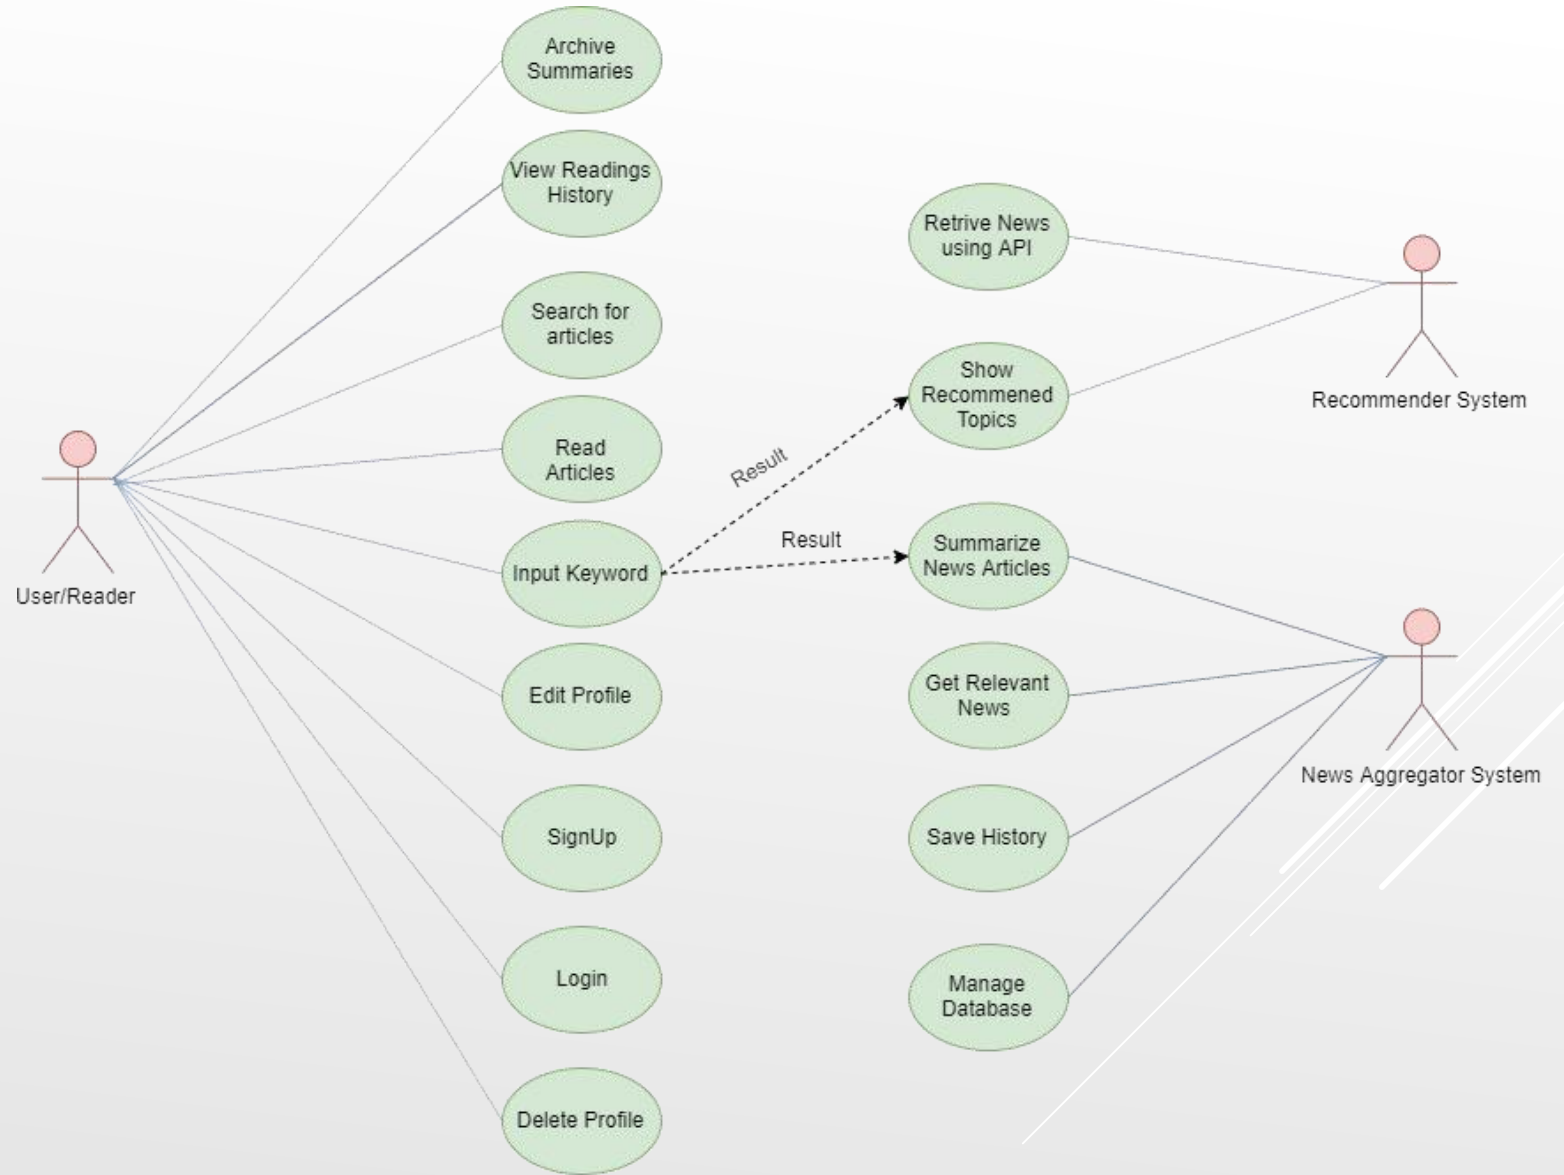 Archive
Summaries
View Readings
History
Search for
articles
Read
Articles
Input Keyword
Edit Profile
SignUp
Login
Delete Profile
User/Reader
Result
Result
Retrive News
using API
Show
Recommened
Topics
Summarize
News Articles
Get Relevant
News
Save History
Manage
Database
Recommender System
News Aggregator System